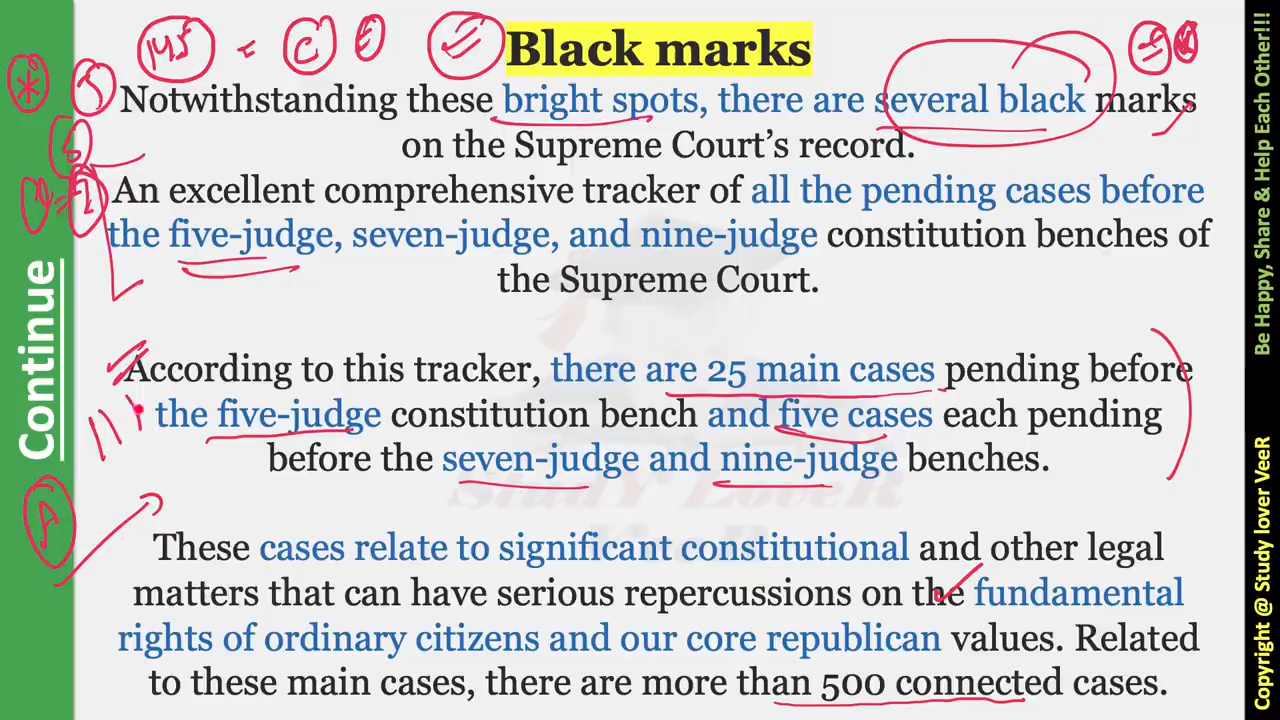 Black marks
Notwithstanding these bright spots, there are several black marks
on the Supreme Court's record.
An excellent comprehensive tracker of all the pending cases before
the five-judge, seven-judge, and nine-judge constitution benches of
the Supreme Court.
According to this tracker, there are 25 main cases pending before
the five-judge constitution bench and five cases each pending
before the seven-judge and nine-judge benches.
These cases relate to significant constitutional and other legal
matters that can have serious repercussions on the fundamental
rights of ordinary citizens and our core republican values. Related
to these main cases, there are more than 500 connected cases.
Continue
Be Happy, Share & Help Each Other!!!
Copyright @ Study lover VeeR
145 = C